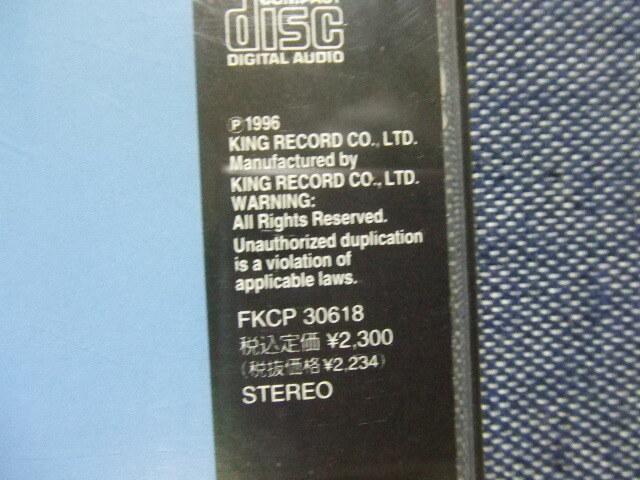 COMPACT
disc
DIGITAL AUDIO
℗1996
KING RECORD CO., LTD.
Manufactured by
KING RECORD CO., LTD.
WARNING:
All Rights Reserved.
Unauthorized duplication
is a violation of
applicable laws.
FKCP 30618
税込定価 ¥2,300
(税抜価格 ¥2,234)
STEREO